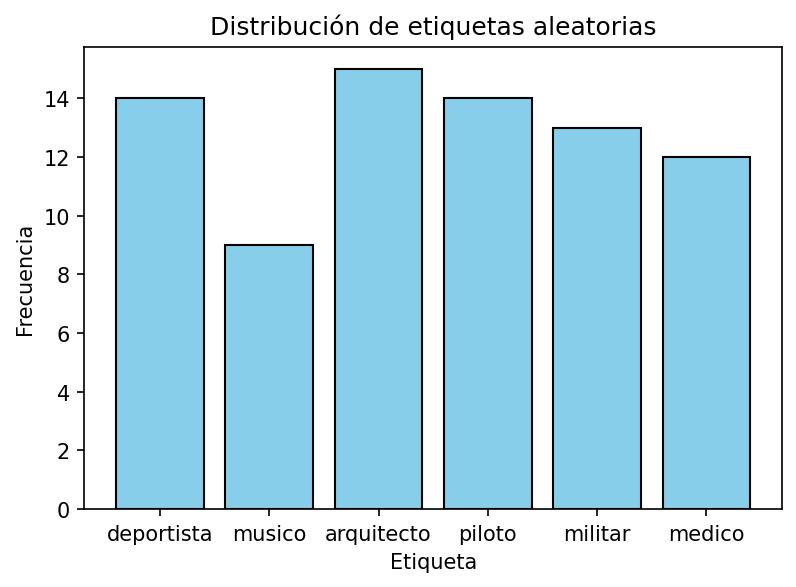 Distribución de etiquetas aleatorias
Frecuencia
14
12
10
8
6
4
2
0
deportista musico arquitecto piloto militar medico
Etiqueta